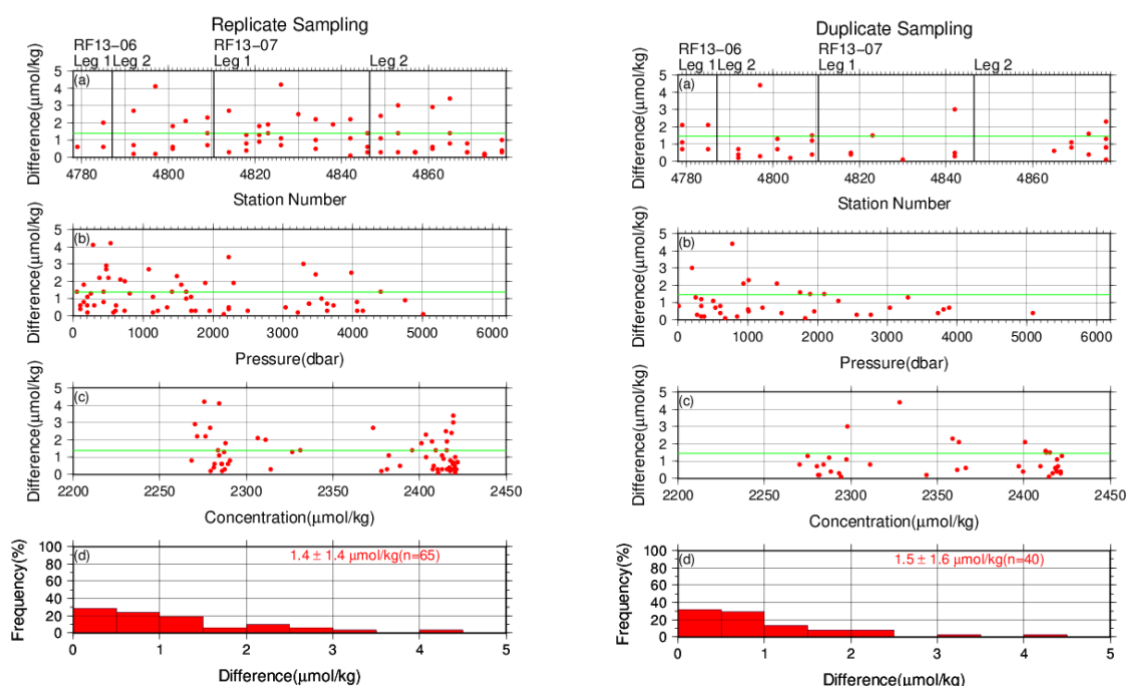 Replicate Sampling
RF13−06
RF13−07
Leg 1 Leg 2
Leg 1
Leg 2
(a)
Difference(μmol/kg)
5
4
3
2
1
0
4780
4800
4820
4840
4860
Station Number
(b)
Difference(μmol/kg)
5
4
3
2
1
0
0
1000
2000
3000
4000
5000
6000
Pressure(dbar)
(c)
Difference(μmol/kg)
5
4
3
2
1
0
2200
2250
2300
2350
2400
2450
Concentration(μmol/kg)
(d)
1.4 ± 1.4 μmol/kg(n=65)
Frequency(%)
100
80
60
40
20
0
0
1
2
3
4
5
Difference(μmol/kg)
Duplicate Sampling
RF13−06
RF13−07
Leg 1 Leg 2
Leg 1
Leg 2
(a)
Difference(μmol/kg)
5
4
3
2
1
0
4780
4800
4820
4840
4860
Station Number
(b)
Difference(μmol/kg)
5
4
3
2
1
0
0
1000
2000
3000
4000
5000
6000
Pressure(dbar)
(c)
Difference(μmol/kg)
5
4
3
2
1
0
2200
2250
2300
2350
2400
2450
Concentration(μmol/kg)
(d)
1.5 ± 1.6 μmol/kg(n=40)
Frequency(%)
100
80
60
40
20
0
0
1
2
3
4
5
Difference(μmol/kg)